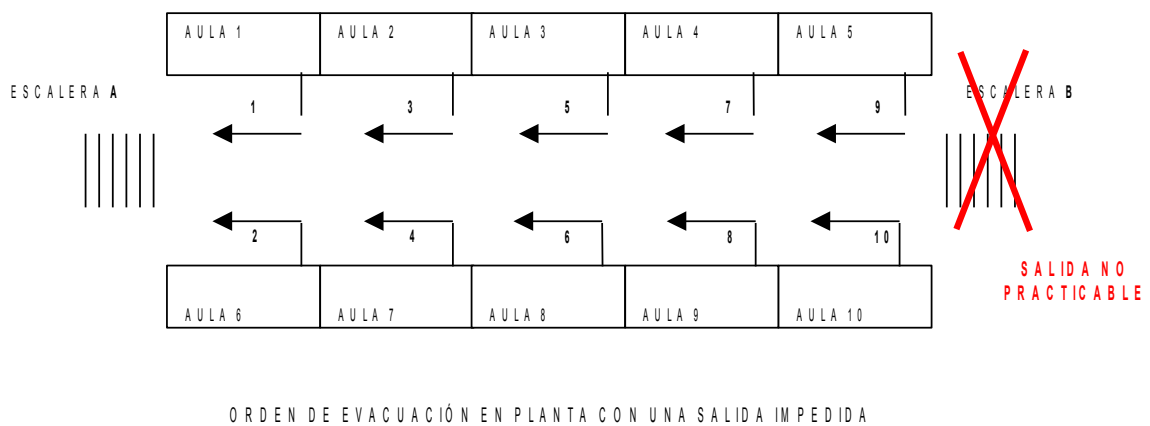 AULA 1 AULA 2 AULA 3 AULA 4 AULA 5
ESCALERA A
ESCALERA B
1 3 5 7 9
2 4 6 8 10
SALIDA NO
PRACTICABLE
AULA 6 AULA 7 AULA 8 AULA 9 AULA 10
ORDEN DE EVACUACIÓN EN PLANTA CON UNA SALIDA IMPEDIDA